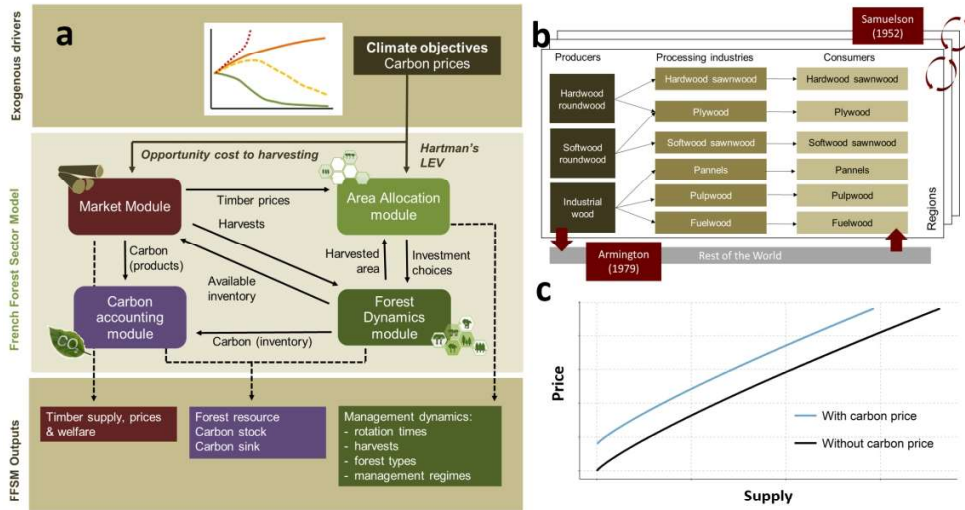 Exogenous drivers
a
Climate objectives
Carbon prices
French Forest Sector Model
Opportunity cost to harvesting
Hartman's
LEV
Market Module
Timber prices
Harvests
Area Allocation
module
Carbon
(products)
Available
inventory
Harvested
area
Investment
choices
Carbon
accounting
module
CO2
Carbon (inventory)
Forest
Dynamics
module
FFSM Outputs
Timber supply, prices
& welfare
Forest resource
Carbon stock
Carbon sink
Management dynamics:
- rotation times
- harvests
- forest types
- management regimes
b
Samuelson
(1952)
Producers
Processing industries
Consumers
Hardwood
roundwood
Softwood
roundwood
Industrial
wood
Hardwood sawnwood
Plywood
Softwood sawnwood
Pannels
Pulpwood
Fuelwood
Hardwood sawnwood
Plywood
Softwood sawnwood
Pannels
Pulpwood
Fuelwood
Regions
Armington
(1979)
Rest of the World
c
Price
With carbon price
Without carbon price
Supply